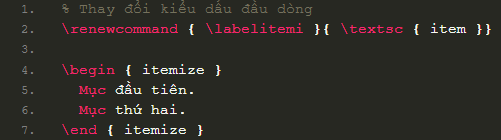 1. % Thay đổi kiểu dấu đầu dòng
2. \renewcommand { \labelitemi }{ \textsc { item }}
3.
4. \begin { itemize }
5. Mục đầu tiên.
6. Mục thứ hai.
7. \end { itemize }